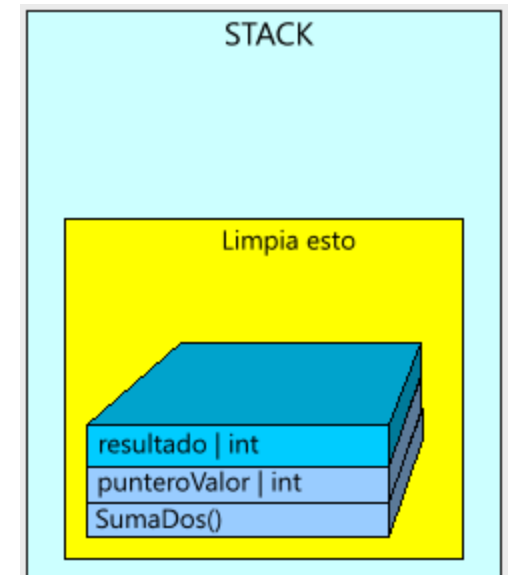 STACK
Limpia esto
resultado | int
punteroValor | int
SumaDos()